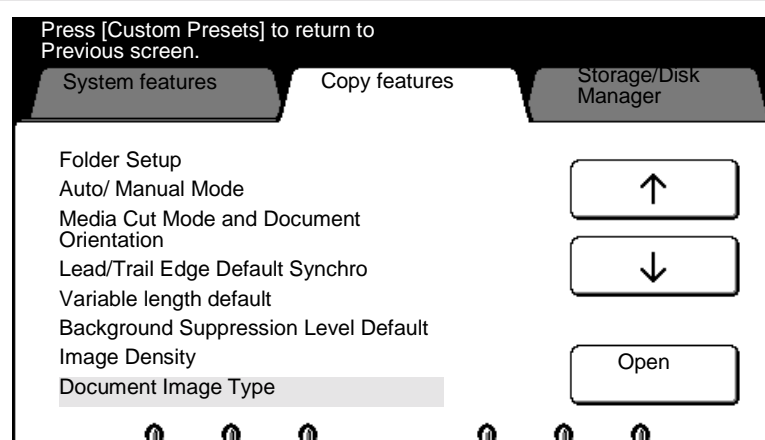 Press [Custom Presets] to return to
Previous screen.
System features
Copy features
Storage/Disk
Manager
Folder Setup
Auto/ Manual Mode
Media Cut Mode and Document
Orientation
Lead/Trail Edge Default Synchro
Variable length default
Background Suppression Level Default
Image Density
Document Image Type
Open